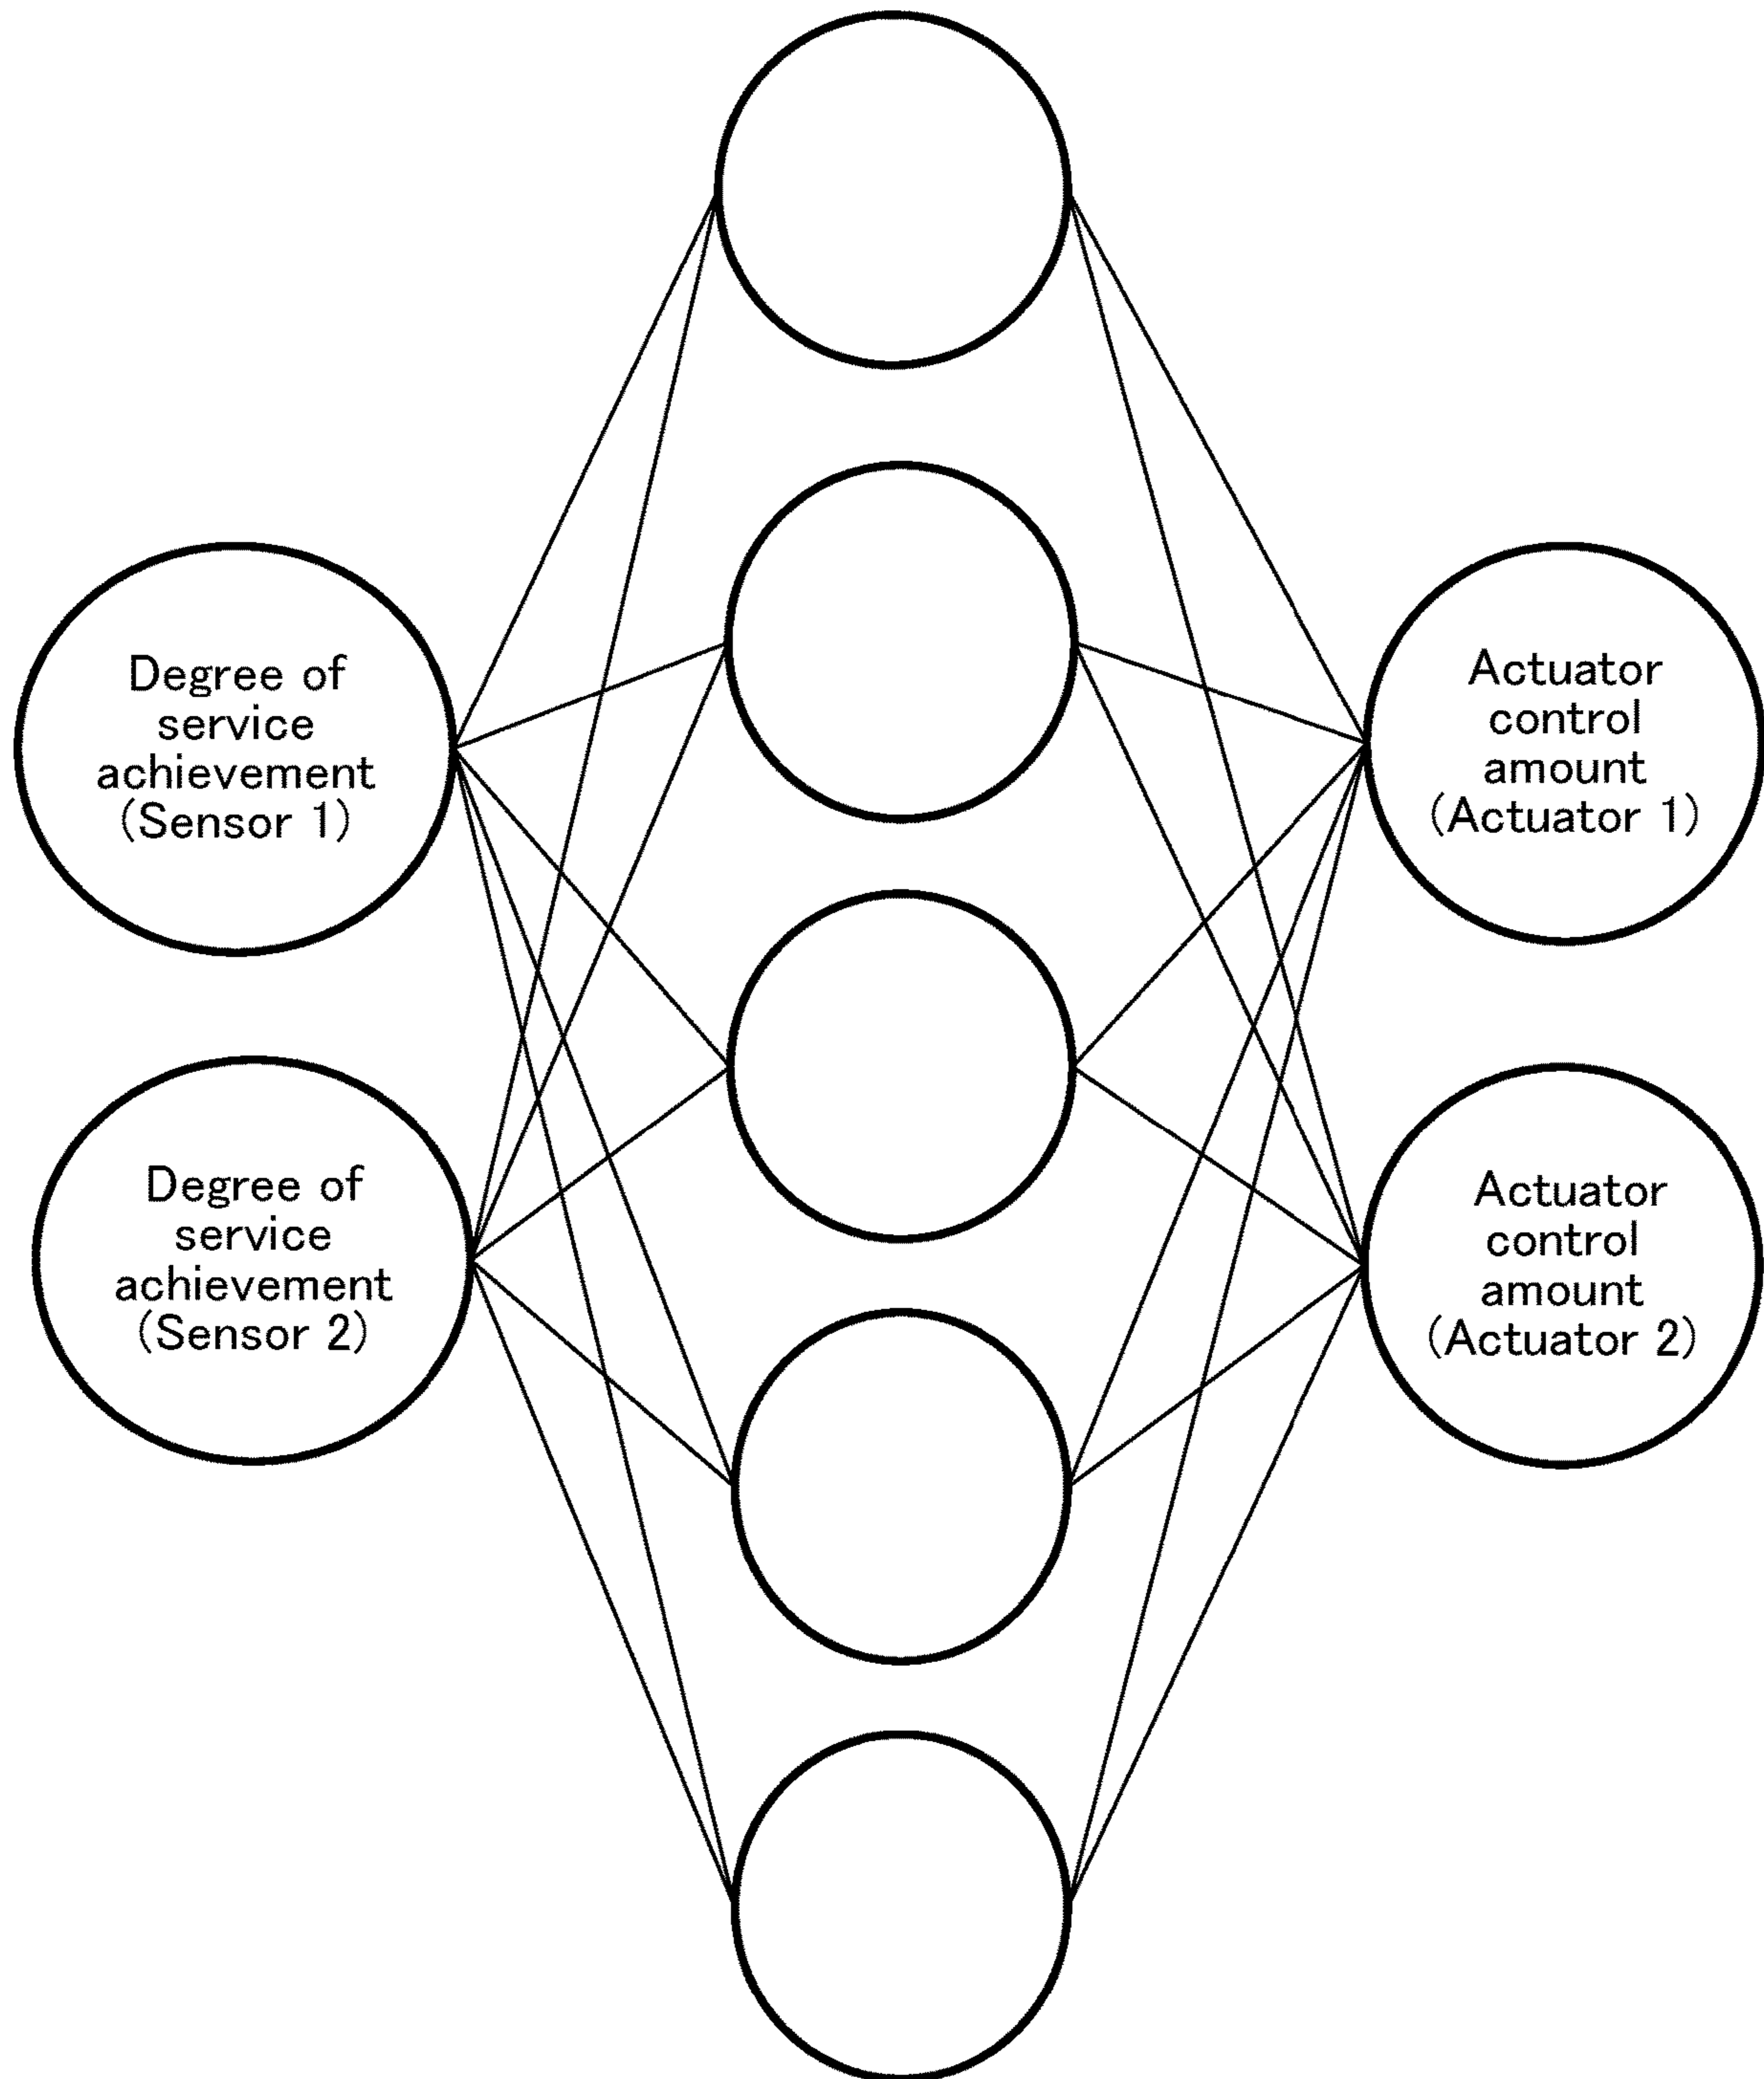 Degree of
service
achievement
(Sensor 1)
Actuator
control
amount
(Actuator 1)
Degree of
service
achievement
(Sensor 2)
Actuator
control
amount
(Actuator 2)